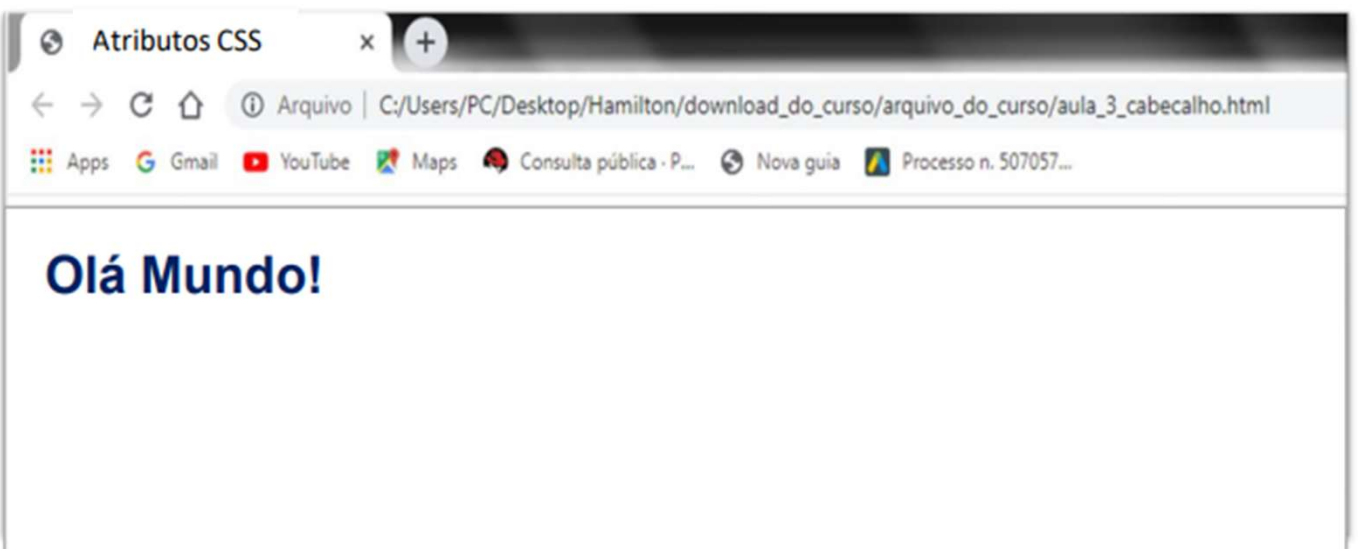 Atributos CSS × +
Arquivo | C:/Users/PC/Desktop/Hamilton/download_do_curso/arquivo_do_curso/aula_3_cabecalho.html
Apps Gmail YouTube Maps Consulta pública - P... Nova guia Processo n. 507057...
Olá Mundo!